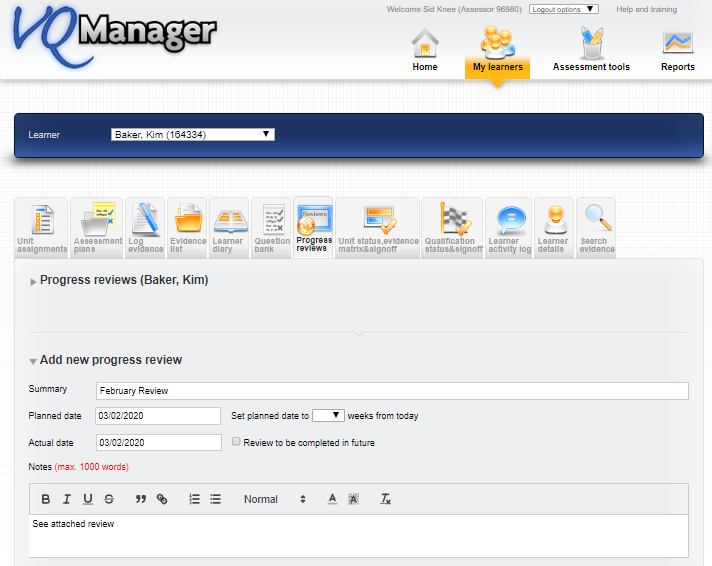 VQManager
Welcome Sid Knee (Assessor 96980) Logout options Help and training
Home My learners Assessment tools Reports
Learner Baker, Kim (164334)
Unit assignments
Assessment plans
Log evidence
Evidence list
Learner diary
Question bank
Reviews
Progress reviews
Unit status,evidence matrix&signoff
Qualification status&signoff
Learner activity log
Learner details
Search evidence
Progress reviews (Baker, Kim)
Add new progress review
Summary February Review
Planned date 03/02/2020 Set planned date to weeks from today
Actual date 03/02/2020 Review to be completed in future
Notes (max. 1000 words)
B I U S Normal A A Tx
See attached review